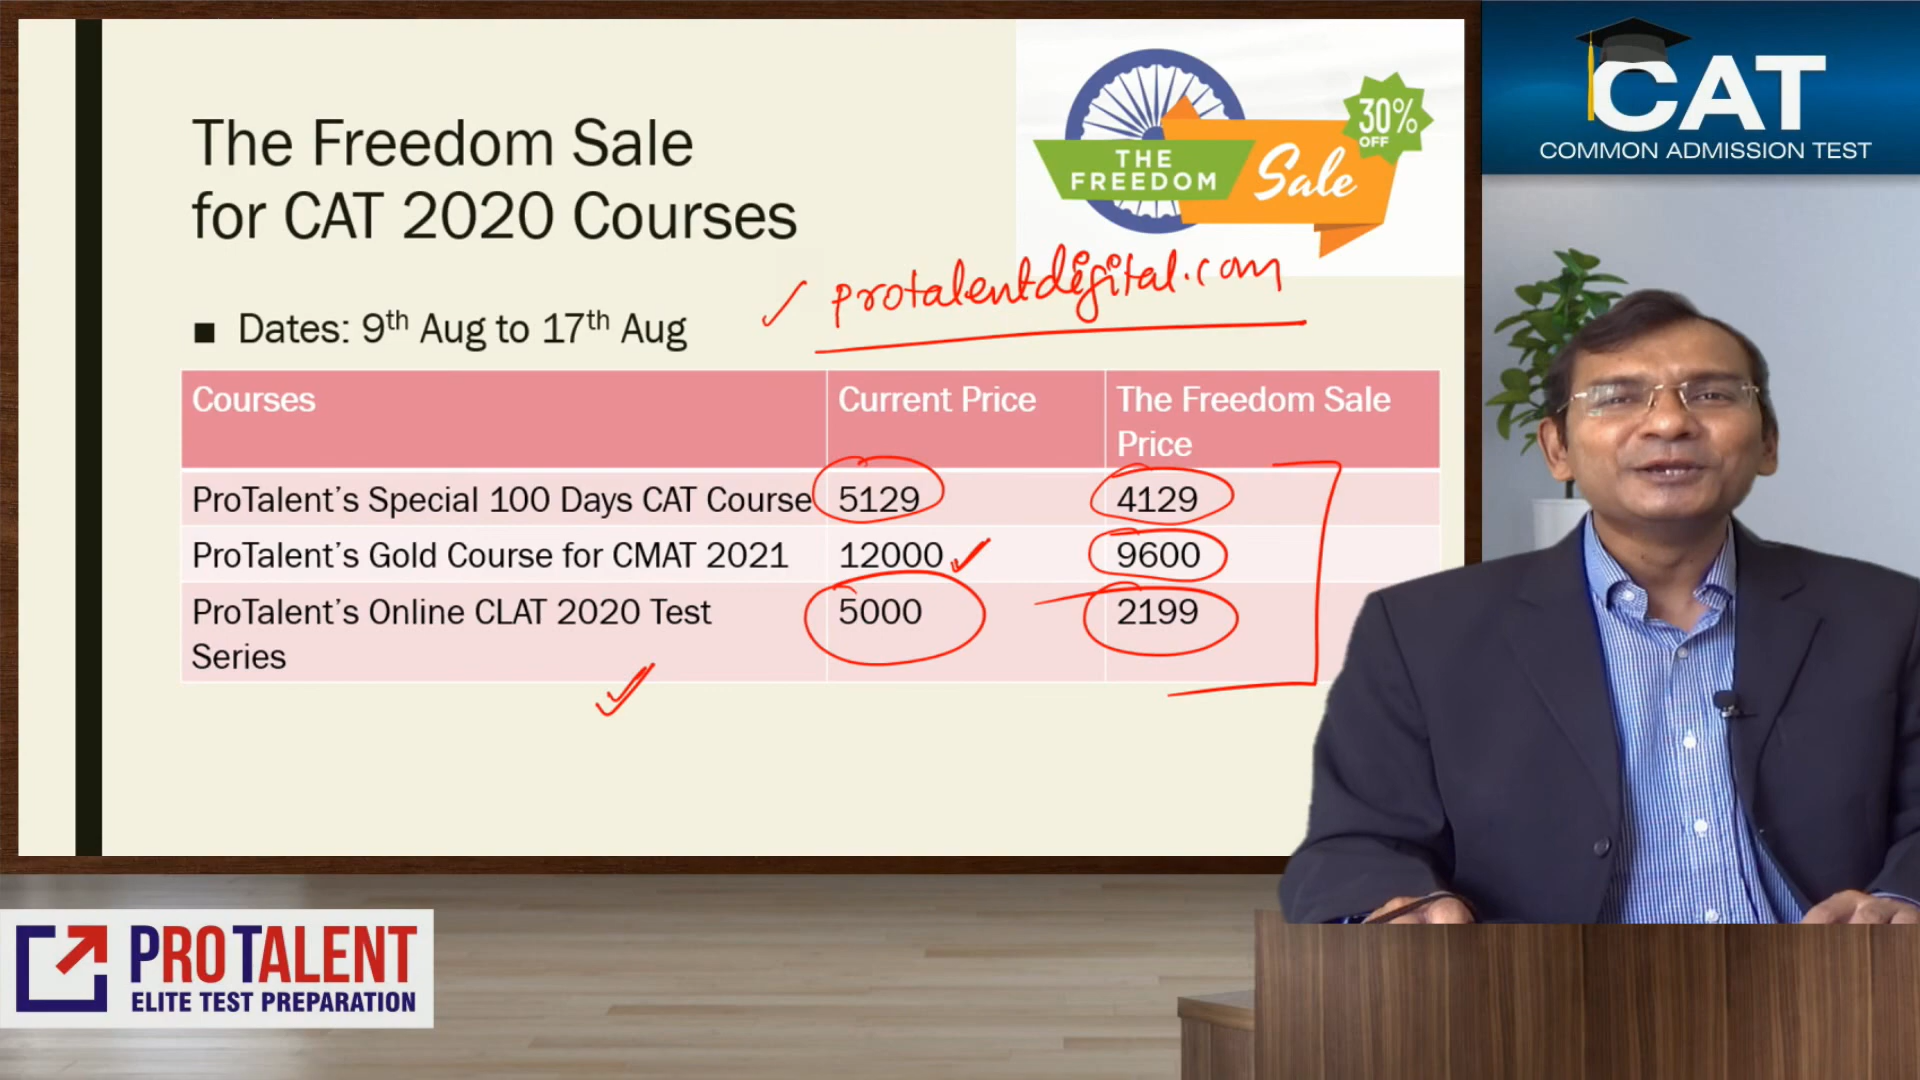 The Freedom Sale
for CAT 2020 Courses
THE
FREEDOM
Sale
30%
OFF
CAT
COMMON ADMISSION TEST
protalentdigital.com
Dates: 9th Aug to 17th Aug
Courses
Current Price
The Freedom Sale
Price
ProTalent’s Special 100 Days CAT Course
5129
4129
ProTalent’s Gold Course for CMAT 2021
12000
9600
ProTalent’s Online CLAT 2020 Test
Series
5000
2199
PROTALENT
ELITE TEST PREPARATION